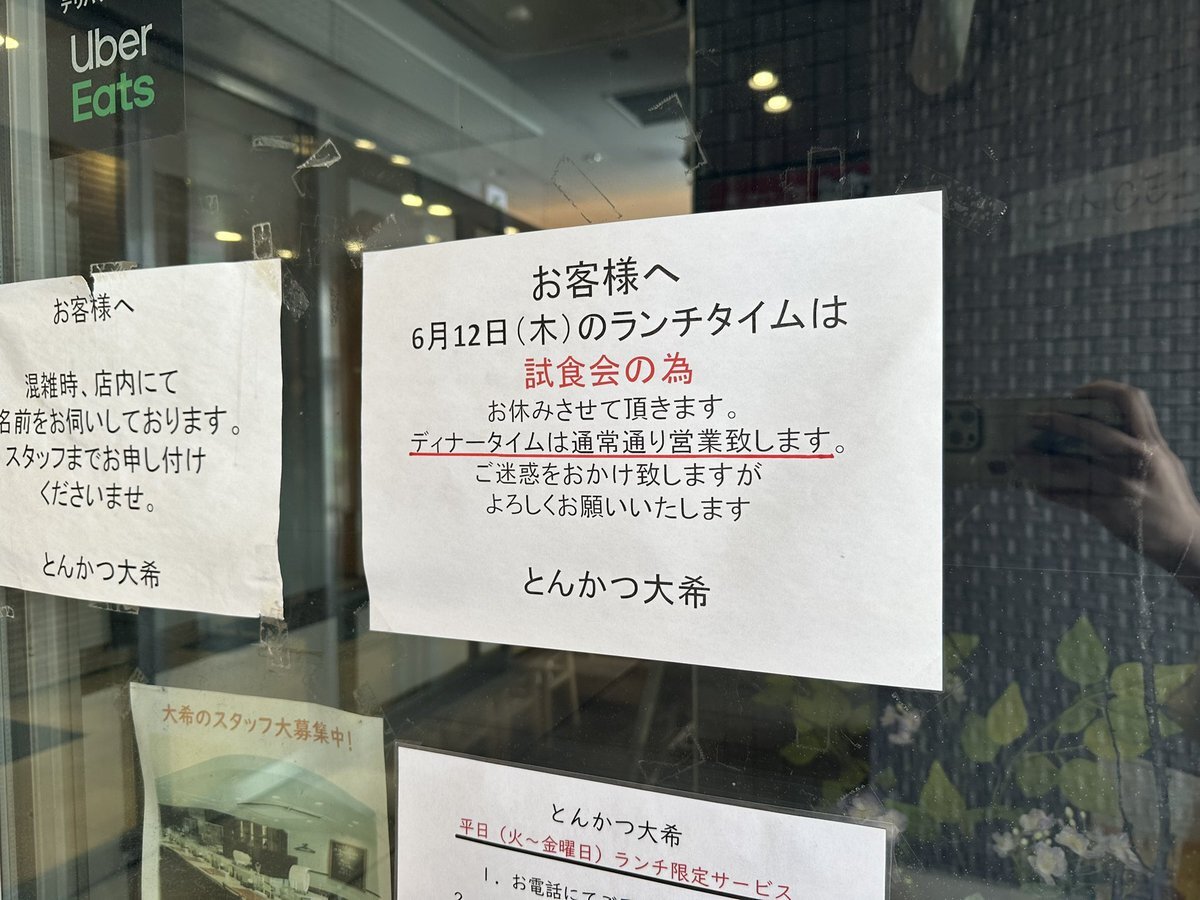 Uber
Eats
お客様へ
混雑時、店内にて
名前をお伺いしております。
スタッフまでお申し付け
くださいませ。
とんかつ大希
お客様へ
6月12日(木)のランチタイムは
試食会の為
お休みさせて頂きます。
ディナータイムは通常通り営業致します。
ご迷惑をおかけ致しますが
よろしくお願いいたします
とんかつ大希
大希のスタッフ大募集中!
とんかつ大希
平日(火～金曜日)ランチ限定サービス
1. お電話にて
2